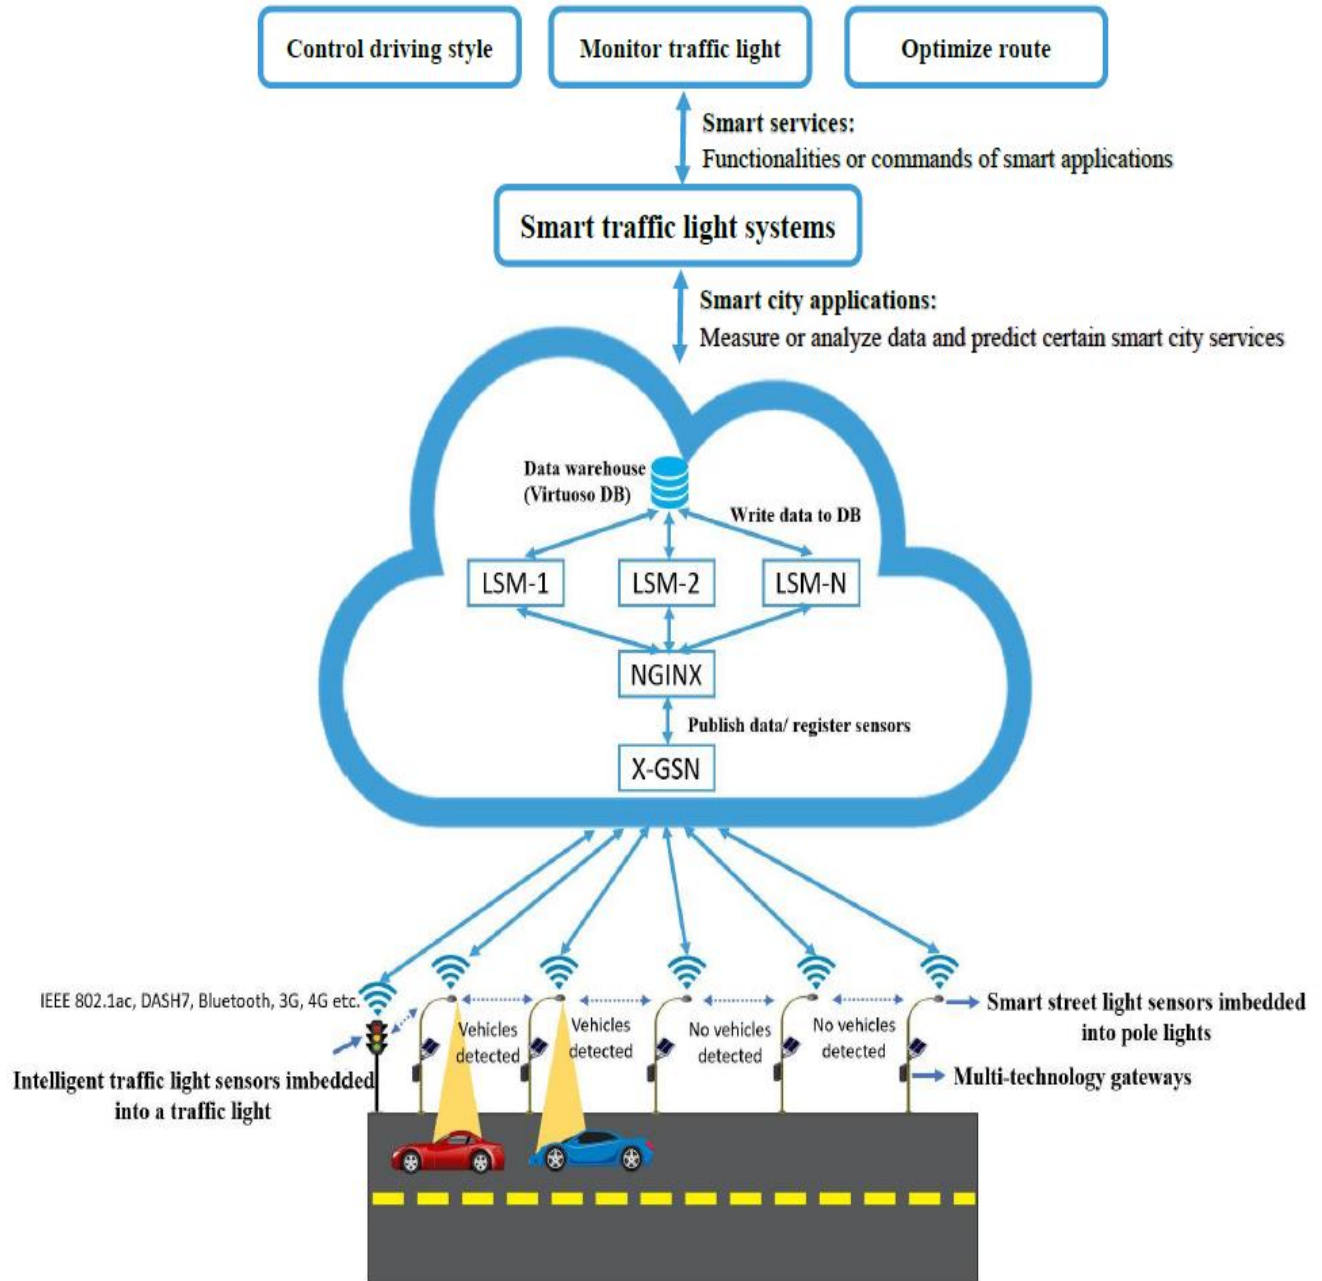 Control driving style
Monitor traffic light
Optimize route
Smart services:
Functionalities or commands of smart applications
Smart traffic light systems
Smart city applications:
Measure or analyze data and predict certain smart city services
Data warehouse
(Virtuoso DB)
Write data to DB
LSM-1
LSM-2
LSM-N
NGINX
Publish data/ register sensors
X-GSN
IEEE 802.1ac, DASH7, Bluetooth, 3G, 4G etc.
Vehicles
detected
Vehicles
detected
No vehicles
detected
No vehicles
detected
Smart street light sensors imbedded
into pole lights
Intelligent traffic light sensors imbedded
into a traffic light
Multi-technology gateways